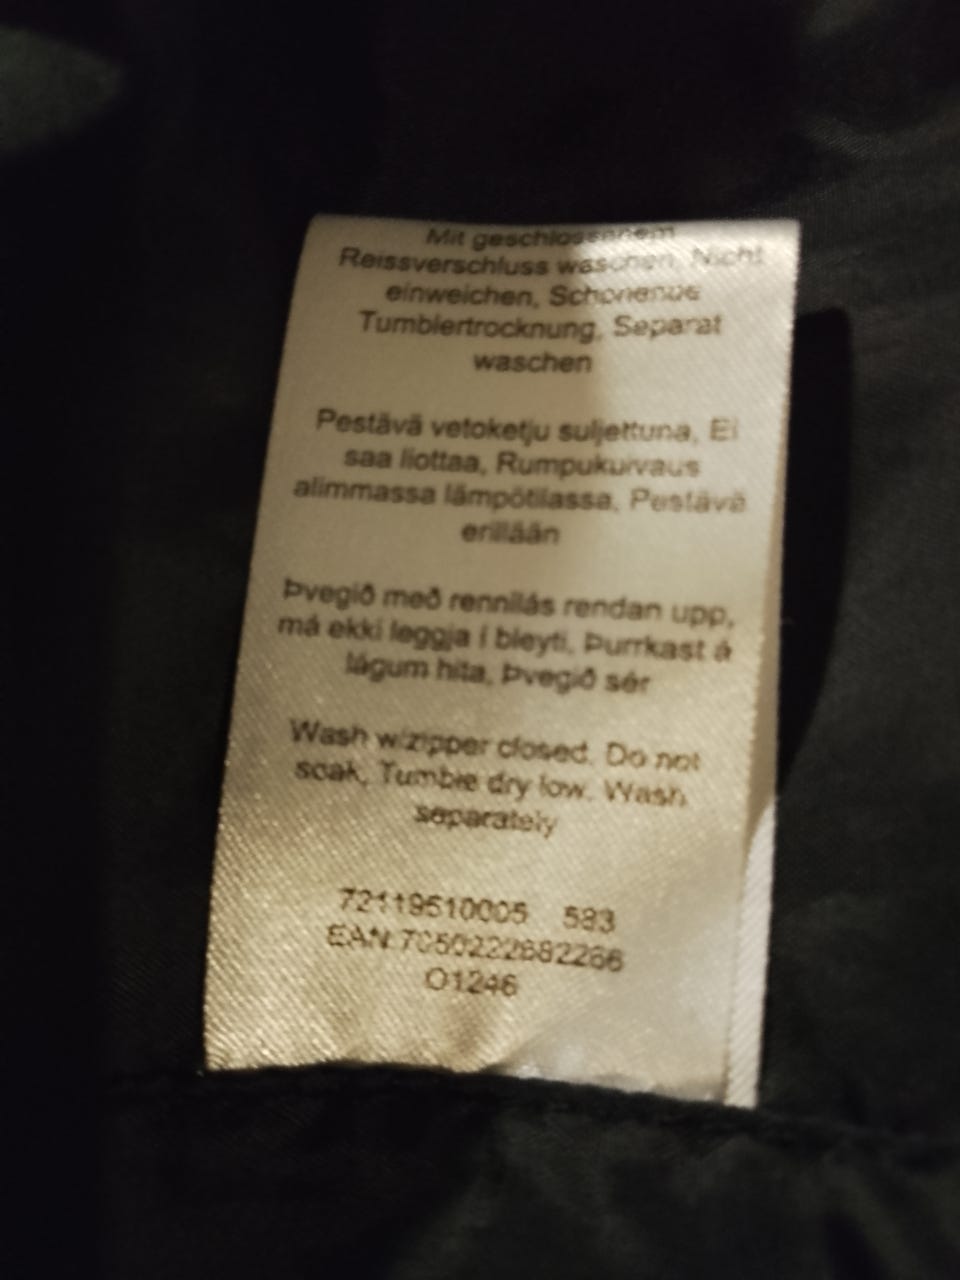 Mit geschlossenem
Reissverschluss waschen, Nicht
einweichen, Schonende
Tumblertrocknung, Separat
waschen
Pestävä vetoketju suljettuna, Ei
saa liottaa, Rumpukuivaus
alimmassa lämpötilassa, Pestävä
erillään
Þvegið með rennilás rendan upp,
má ekki leggja í bleyti, Þurrkast á
lágum hita, Þvegið sér
Wash w/zipper closed, Do not
soak, Tumble dry low, Wash
separately
72119510005 583
EAN:7050222682266
O1246